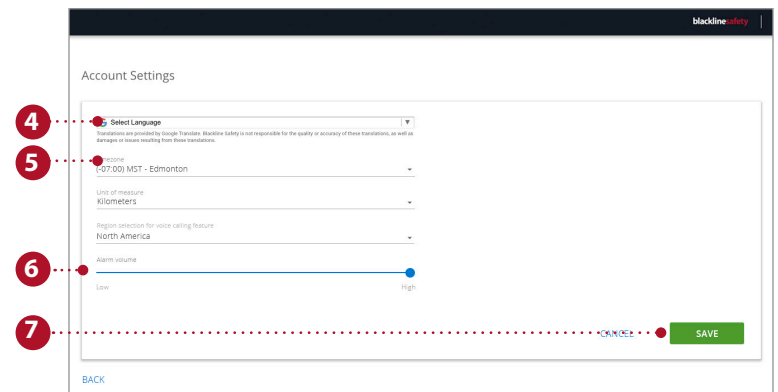 blacklinesafety
Account Settings
4
Select Language
Translations are provided by Google Translate. Blackline Safety is not responsible for the quality or accuracy of these translations, as well as
damages or issues resulting from these translations.
5
Timezone
(-07:00) MST - Edmonton
Unit of measure
Kilometers
Region selection for voice calling feature
North America
6
Alarm volume
Low High
7
CANCEL SAVE
BACK